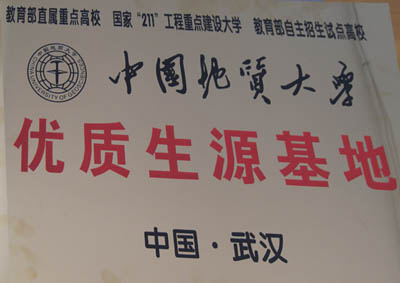 教育部直属重点高校 国家“211”工程重点建设大学 教育部自主招生试点高校
中国地质大学
优质生源基地
中国·武汉